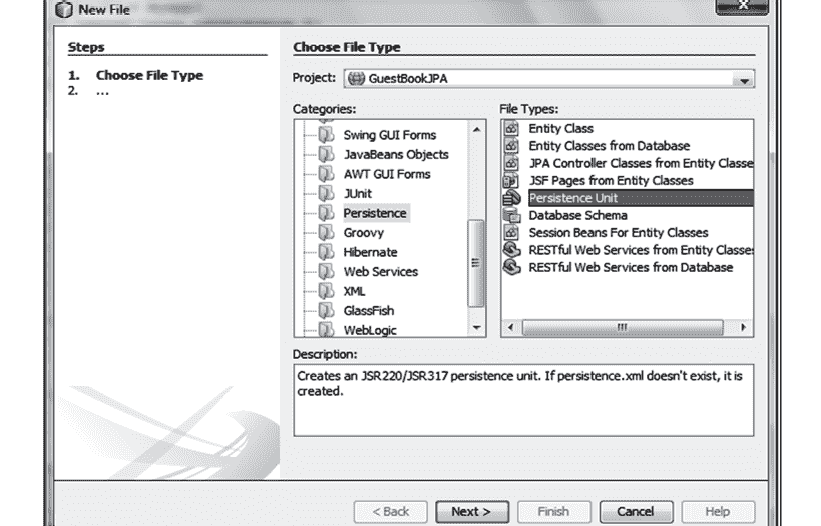 New File
Steps
1. Choose File Type
2. ...
Choose File Type
Project: GuestBookJPA
Categories:
Swing GUI Forms
JavaBeans Objects
AWT GUI Forms
JUnit
Persistence
Groovy
Hibernate
Web Services
XML
GlassFish
WebLogic
File Types:
Entity Class
Entity Classes from Database
JPA Controller Classes from Entity Classe
JSF Pages from Entity Classes
Persistence Unit
Database Schema
Session Beans For Entity Classes
RESTful Web Services from Entity Classes
RESTful Web Services from Database
Description:
Creates an JSR220/JSR317 persistence unit. If persistence.xml doesn't exist, it is
created.
< Back Next > Finish Cancel Help